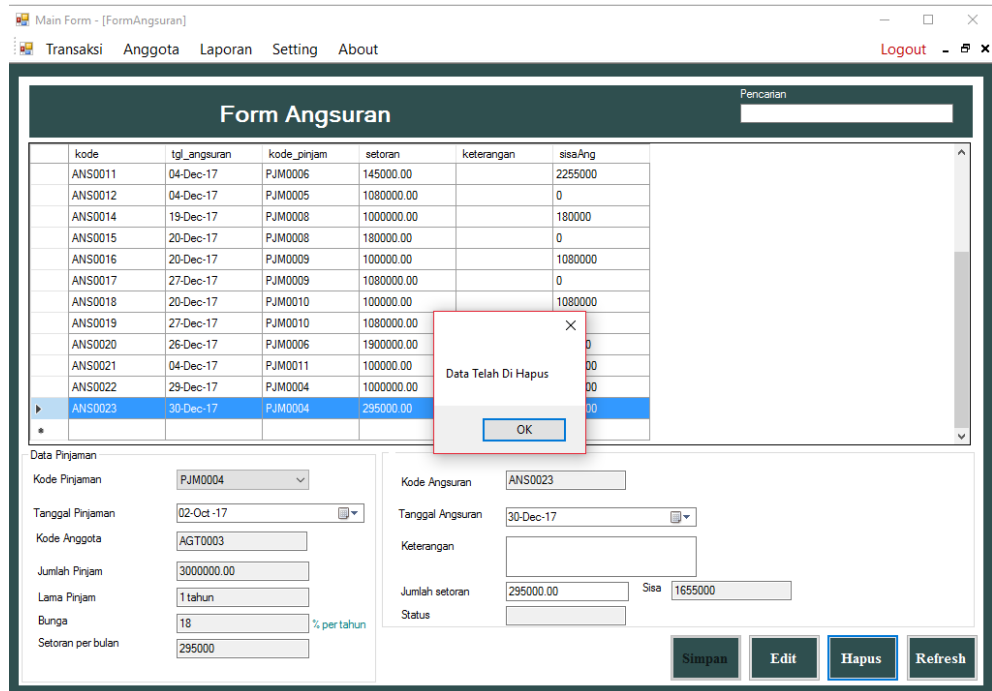 Main Form - [FormAngsuran]
Transaksi Anggota Laporan Setting About Logout
Form Angsuran
Pencarian
kode tgl_angsuran kode_pinjam setoran keterangan sisaAng
ANS0011 04-Dec-17 PJM0006 145000.00 2255000
ANS0012 04-Dec-17 PJM0005 1080000.00 0
ANS0014 19-Dec-17 PJM0008 1000000.00 180000
ANS0015 20-Dec-17 PJM0008 180000.00 0
ANS0016 20-Dec-17 PJM0009 100000.00 1080000
ANS0017 27-Dec-17 PJM0009 1080000.00 0
ANS0018 20-Dec-17 PJM0010 100000.00 1080000
ANS0019 27-Dec-17 PJM0010 1080000.00
ANS0020 26-Dec-17 PJM0006 1900000.00
ANS0021 04-Dec-17 PJM0011 100000.00
ANS0022 29-Dec-17 PJM0004 1000000.00
ANS0023 30-Dec-17 PJM0004 295000.00
Data Telah Di Hapus
OK
Data Pinjaman
Kode Pinjaman PJM0004
Tanggal Pinjaman 02-Oct -17
Kode Anggota AGT0003
Jumlah Pinjam 3000000.00
Lama Pinjam 1 tahun
Bunga 18 % per tahun
Setoran per bulan 295000
Kode Angsuran ANS0023
Tanggal Angsuran 30-Dec-17
Keterangan
Jumlah setoran 295000.00 Sisa 1655000
Status
Simpan Edit Hapus Refresh